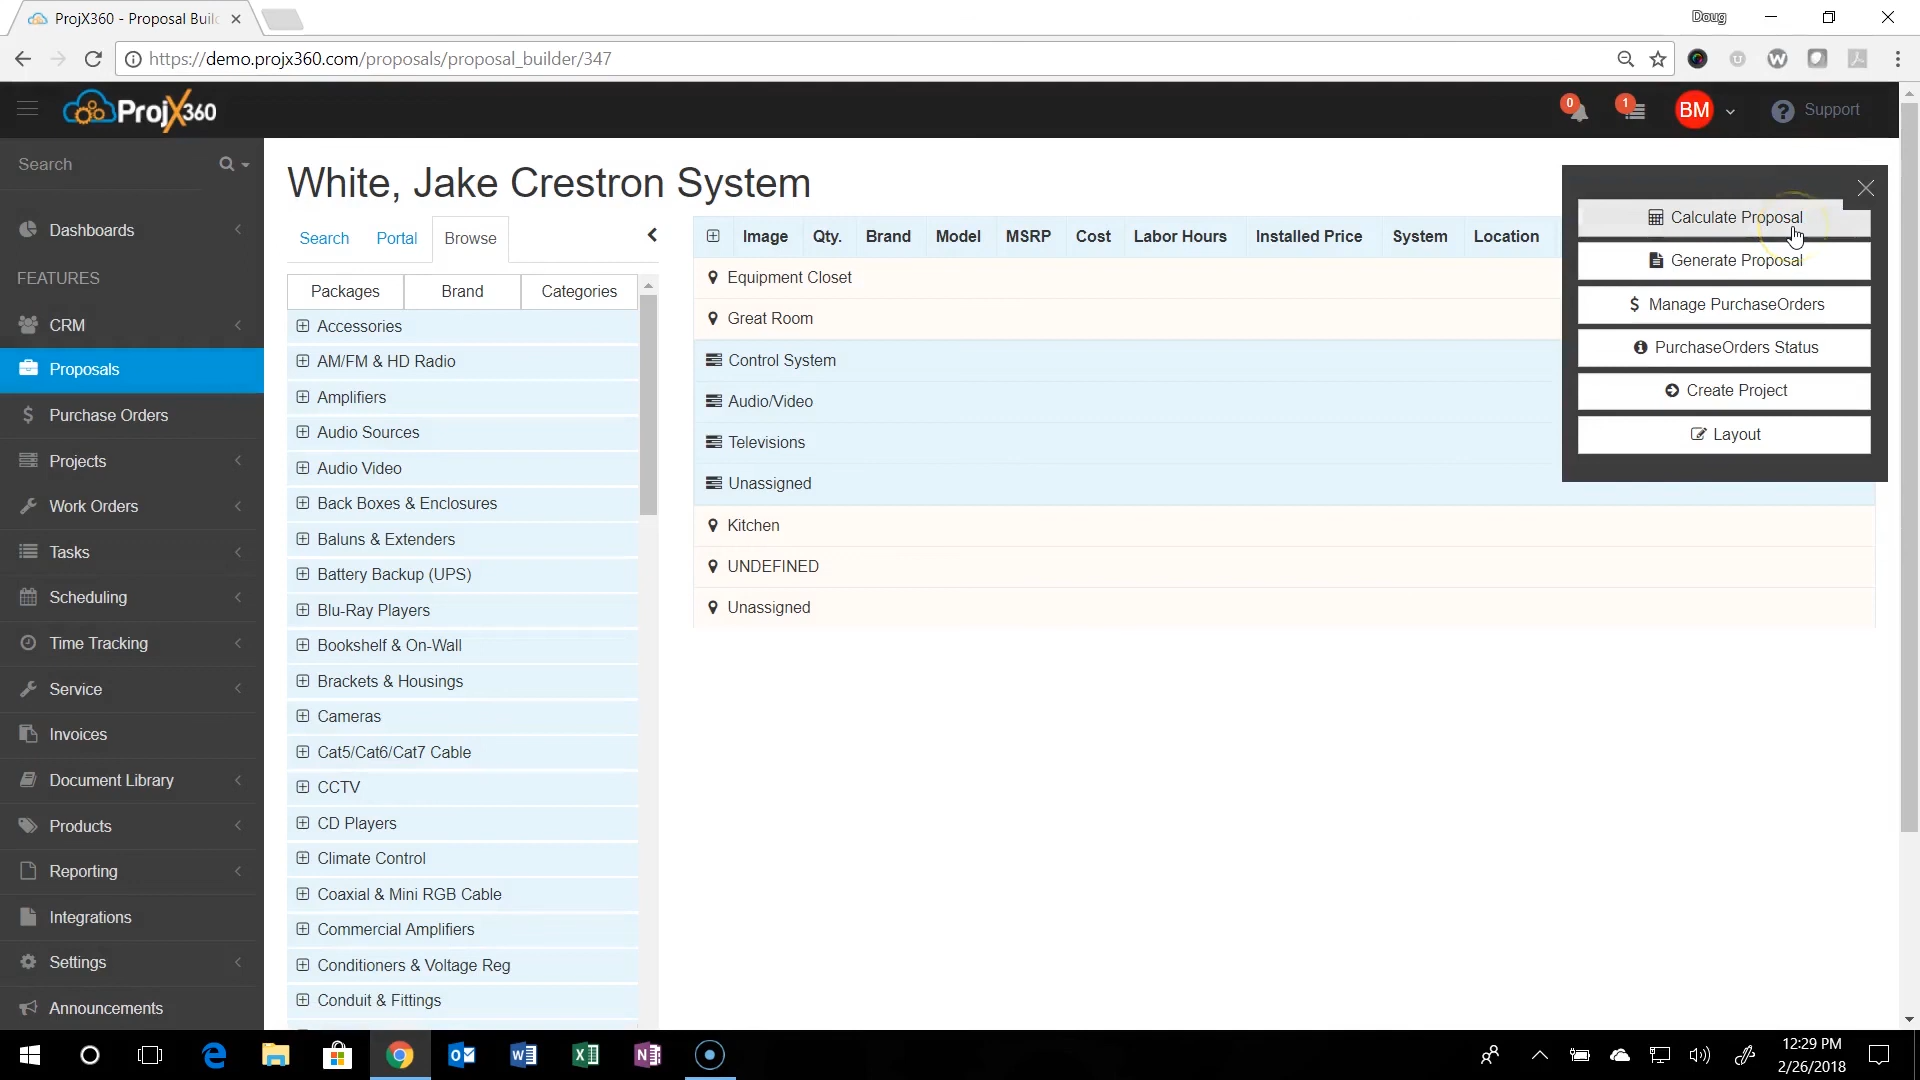 ProjX360 - Proposal Buil
Doug
https://demo.projx360.com/proposals/proposal_builder/347
ProjX360
0
1
BM
Support
Search
Dashboards
FEATURES
CRM
Proposals
Purchase Orders
Projects
Work Orders
Tasks
Scheduling
Time Tracking
Service
Invoices
Document Library
Products
Reporting
Integrations
Settings
Announcements
White, Jake Crestron System
Search Portal Browse
Packages Brand Categories
Accessories
AM/FM & HD Radio
Amplifiers
Audio Sources
Audio Video
Back Boxes & Enclosures
Baluns & Extenders
Battery Backup (UPS)
Blu-Ray Players
Bookshelf & On-Wall
Brackets & Housings
Cameras
Cat5/Cat6/Cat7 Cable
CCTV
CD Players
Climate Control
Coaxial & Mini RGB Cable
Commercial Amplifiers
Conditioners & Voltage Reg
Conduit & Fittings
Image Qty. Brand Model MSRP Cost Labor Hours Installed Price System Location
Equipment Closet
Great Room
Control System
Audio/Video
Televisions
Unassigned
Kitchen
UNDEFINED
Unassigned
Calculate Proposal
Generate Proposal
$ Manage PurchaseOrders
PurchaseOrders Status
Create Project
Layout
12:29 PM
2/26/2018